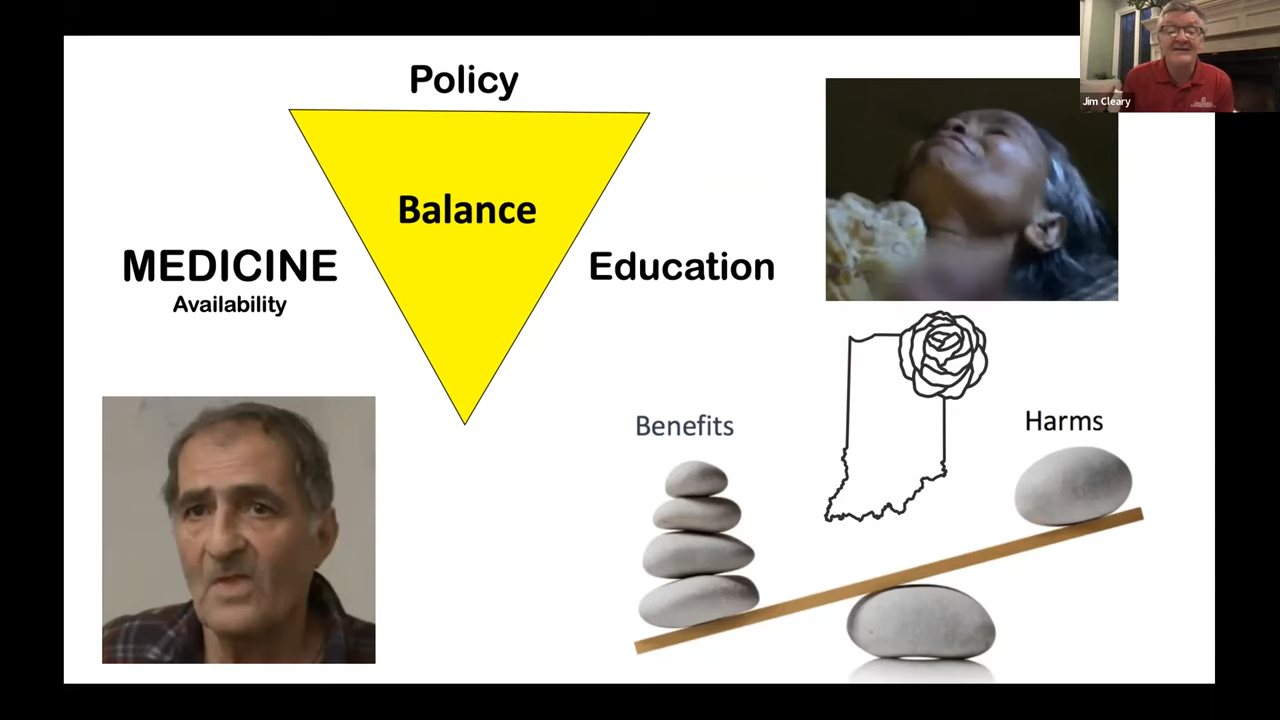 Policy
Balance
MEDICINE
Availability
Education
Jim Cleary
Benefits
Harms